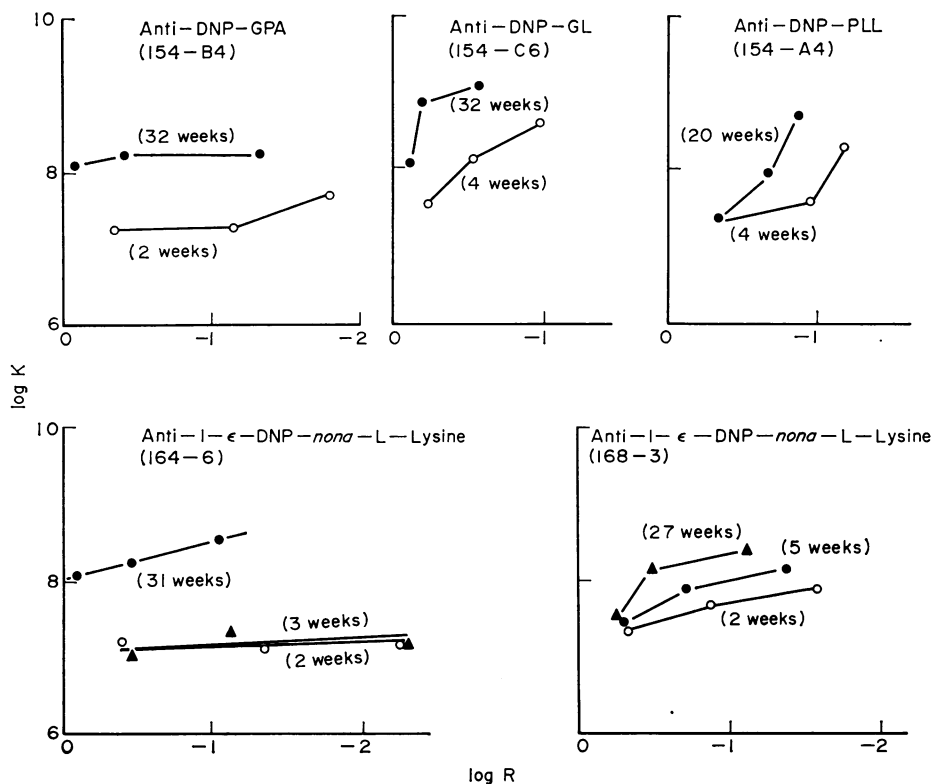 10
8
6
Anti-DNP-GPA
(154-B4)
(32 weeks)
(2 weeks)
0
-1
-2
Anti-DNP-GL
(154-C6)
(32 weeks)
(4 weeks)
0
-1
Anti-DNP-PLL
(154-A4)
(20 weeks)
(4 weeks)
0
-1
log K
10
8
6
Anti-1-ϵ-DNP-nona-L-Lysine
(164-6)
(31 weeks)
(3 weeks)
(2 weeks)
0
-1
-2
Anti-1-ϵ-DNP-nona-L-Lysine
(168-3)
(27 weeks)
(5 weeks)
(2 weeks)
0
-1
-2
log R